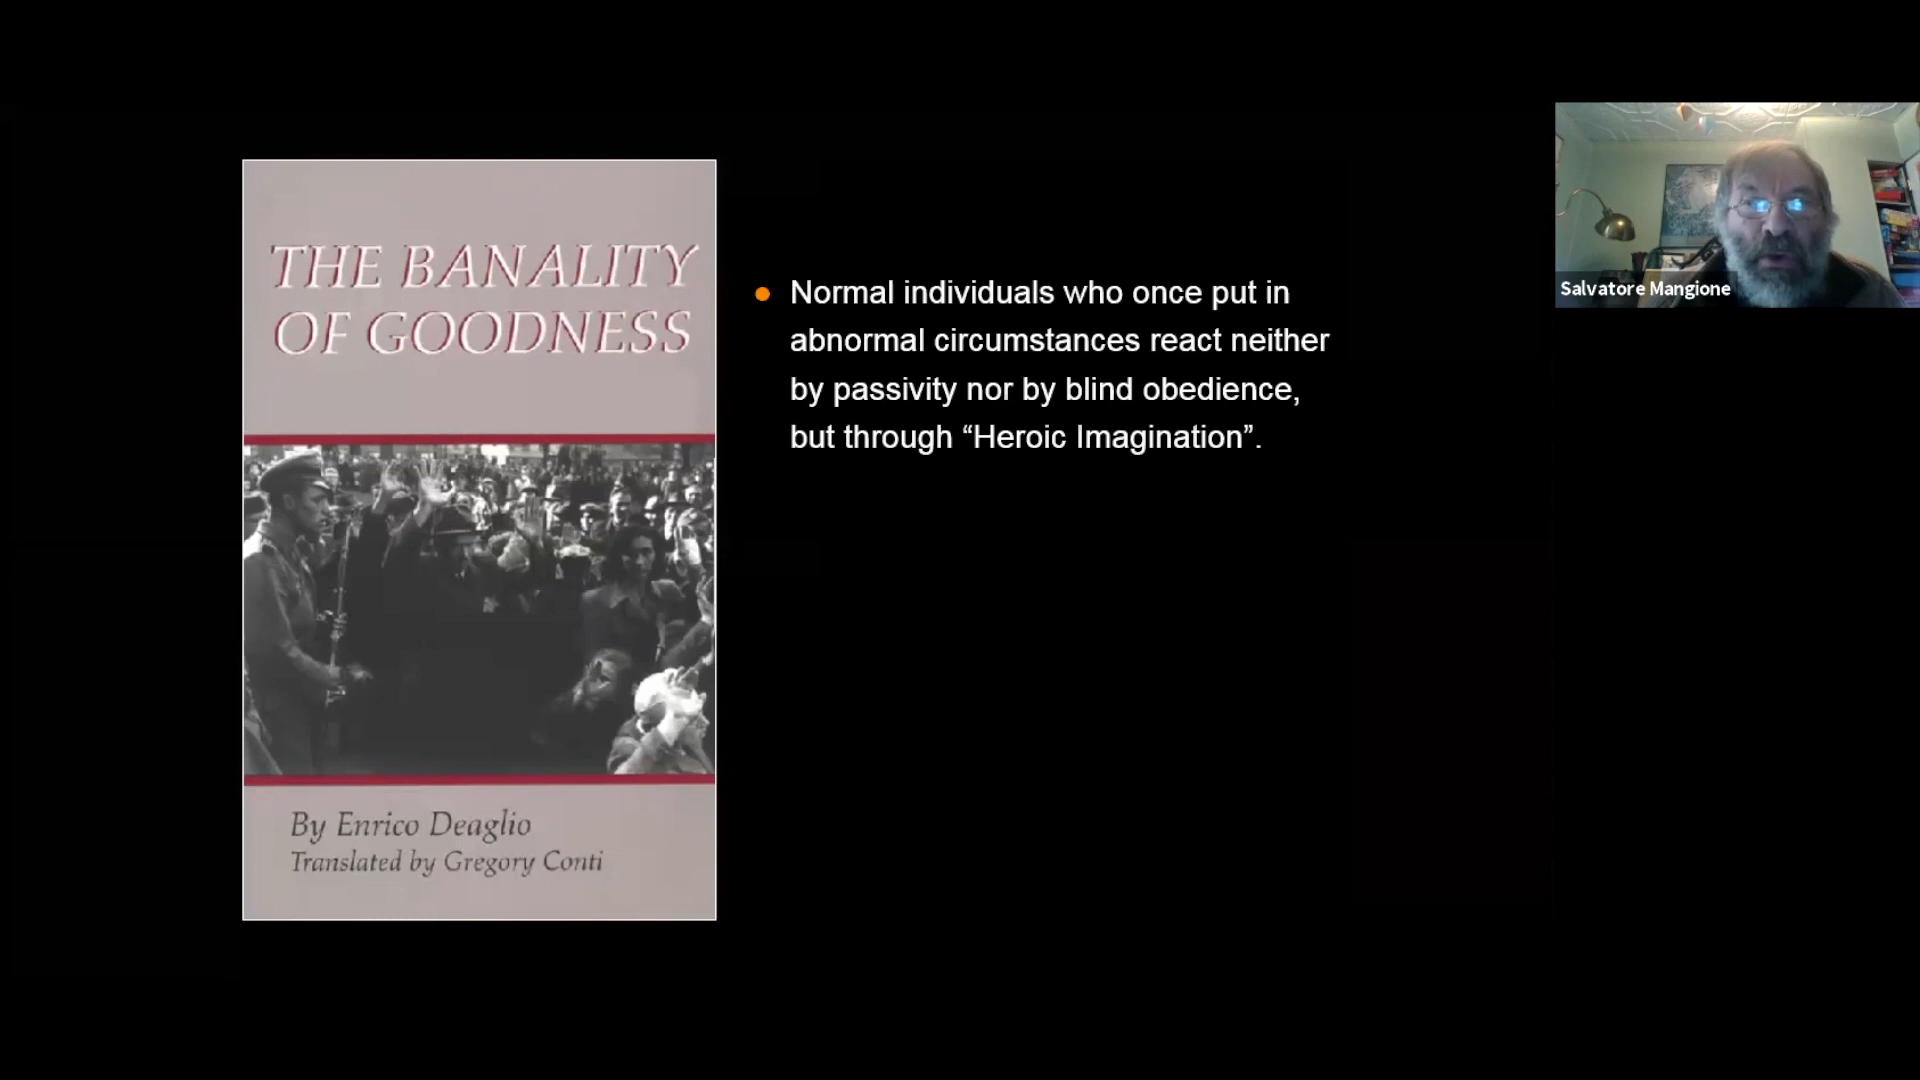 THE BANALITY
OF GOODNESS
By Enrico Deaglio
Translated by Gregory Conti
Normal individuals who once put in
abnormal circumstances react neither
by passivity nor by blind obedience,
but through “Heroic Imagination”.
Salvatore Mangione